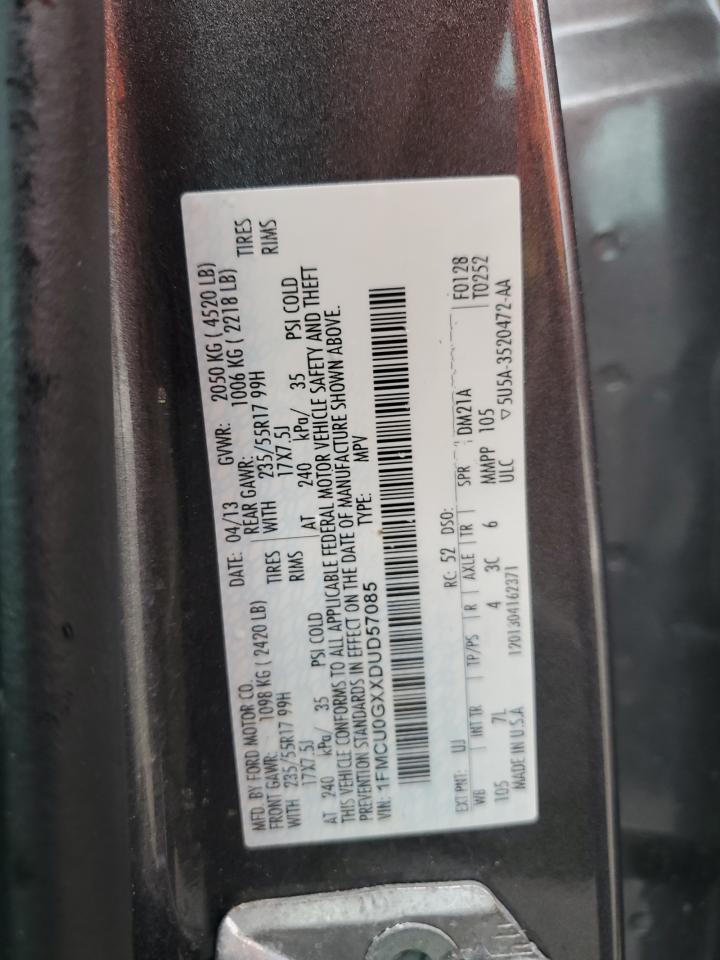 MFD. BY FORD MOTOR CO. DATE: 04/13 GVWR: 2050 KG ( 4520 LB)
FRONT GAWR: 1098 KG ( 2420 LB) REAR GAWR: 1006 KG ( 2218 LB)
WITH 235/55R17 99H TIRES WITH 235/55R17 99H TIRES
17X7.5J RIMS 17X7.5J RIMS
AT 240 kPa/ 35 PSI COLD AT 240 kPa/ 35 PSI COLD
THIS VEHICLE CONFORMS TO ALL APPLICABLE FEDERAL MOTOR VEHICLE SAFETY AND THEFT
PREVENTION STANDARDS IN EFFECT ON THE DATE OF MANUFACTURE SHOWN ABOVE.
VIN: 1FMCU0GXXDUD57085 TYPE: MPV
F0128
T0252
EXT PNT: UJ RC: 52 DSO:
WB INT TR TP/PS R AXLE TR SPR DM21A
105 7L 4 3C 6 MMPP 105
MADE IN U.S.A 1201304162371 ULC ▽5U5A-3520472-AA